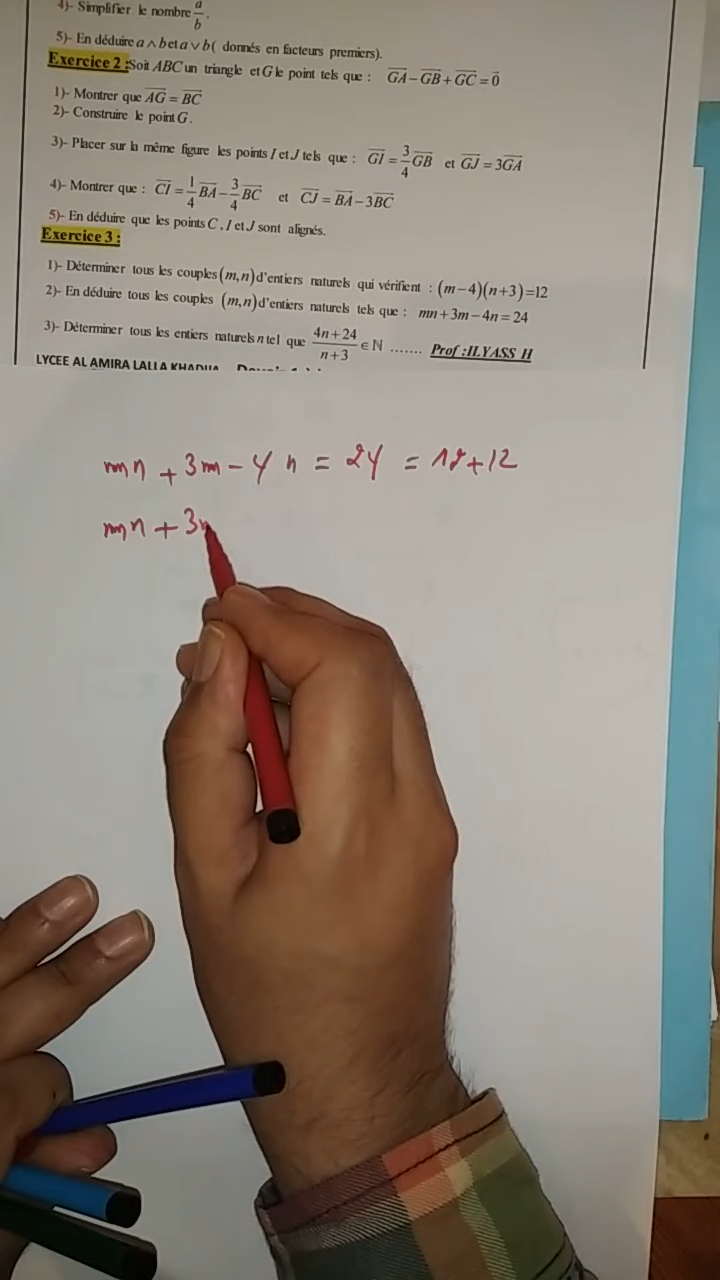 4)- Simplifier le nombre a/b.
5)- En déduire a ∧ b et a ∨ b ( donnés en facteurs premiers).
Exercice 2 :Soit ABC un triangle et G le point tels que : GA⃗ − GB⃗ + GC⃗ = 0⃗
1)- Montrer que AG⃗ = BC⃗
2)- Construire le point G.
3)- Placer sur la même figure les points I et J tels que : GI⃗ = 3/4 GB⃗ et GJ⃗ = 3GA⃗
4)- Montrer que : CI⃗ = 1/4 BA⃗ − 3/4 BC⃗ et CJ⃗ = BA⃗ − 3BC⃗
5)- En déduire que les points C , I et J sont alignés.
Exercice 3 :
1)- Déterminer tous les couples (m,n) d'entiers naturels qui vérifient : (m−4)(n+3)=12
2)- En déduire tous les couples (m,n) d'entiers naturels tels que : mn+3m−4n=24
3)- Déterminer tous les entiers naturels n tel que (4n+24)/(n+3) ∈ ℕ ....... Prof :ILYASS H
LYCEE AL AMIRA LALLA KHADIJA
mn + 3m − 4 n = 24 = 12+12
mn + 3